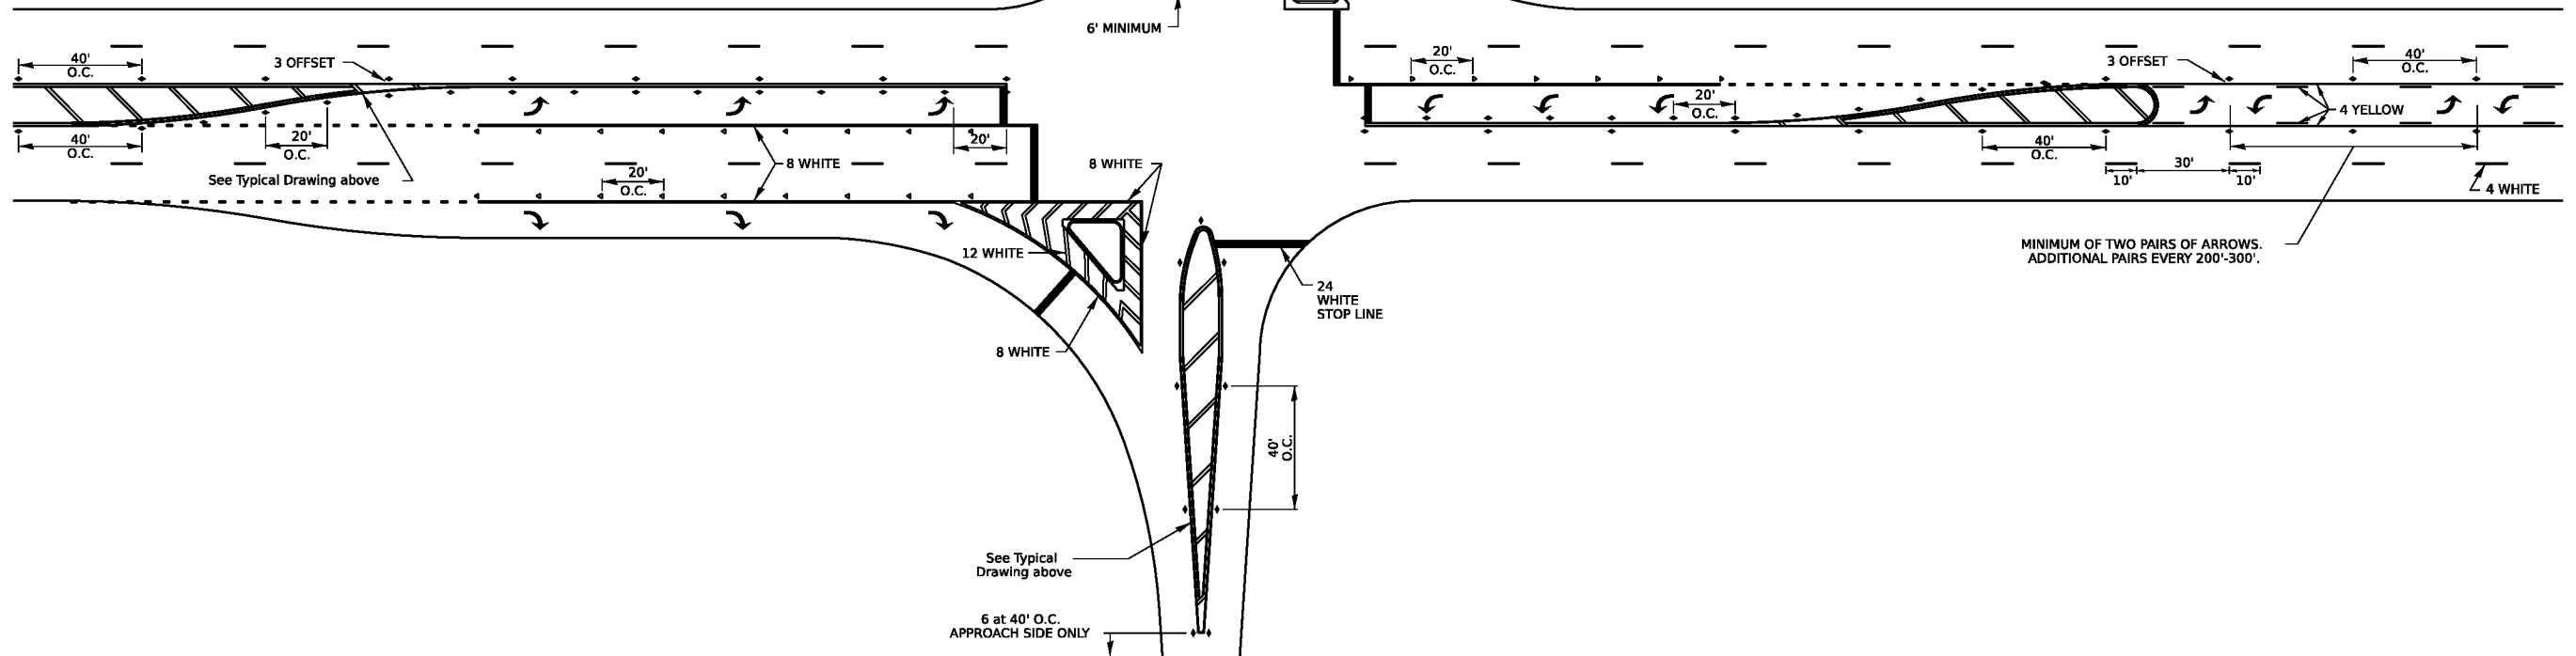 6' MINIMUM
40'
O.C.
3 OFFSET
20'
O.C.
3 OFFSET
40'
O.C.
20'
O.C.
4 YELLOW
40'
O.C.
20'
O.C.
See Typical Drawing above
20'
O.C.
8 WHITE
20'
8 WHITE
40'
O.C.
10'
30'
10'
4 WHITE
12 WHITE
8 WHITE
24
WHITE
STOP LINE
MINIMUM OF TWO PAIRS OF ARROWS.
ADDITIONAL PAIRS EVERY 200'-300'.
40'
O.C.
See Typical
Drawing above
6 at 40' O.C.
APPROACH SIDE ONLY